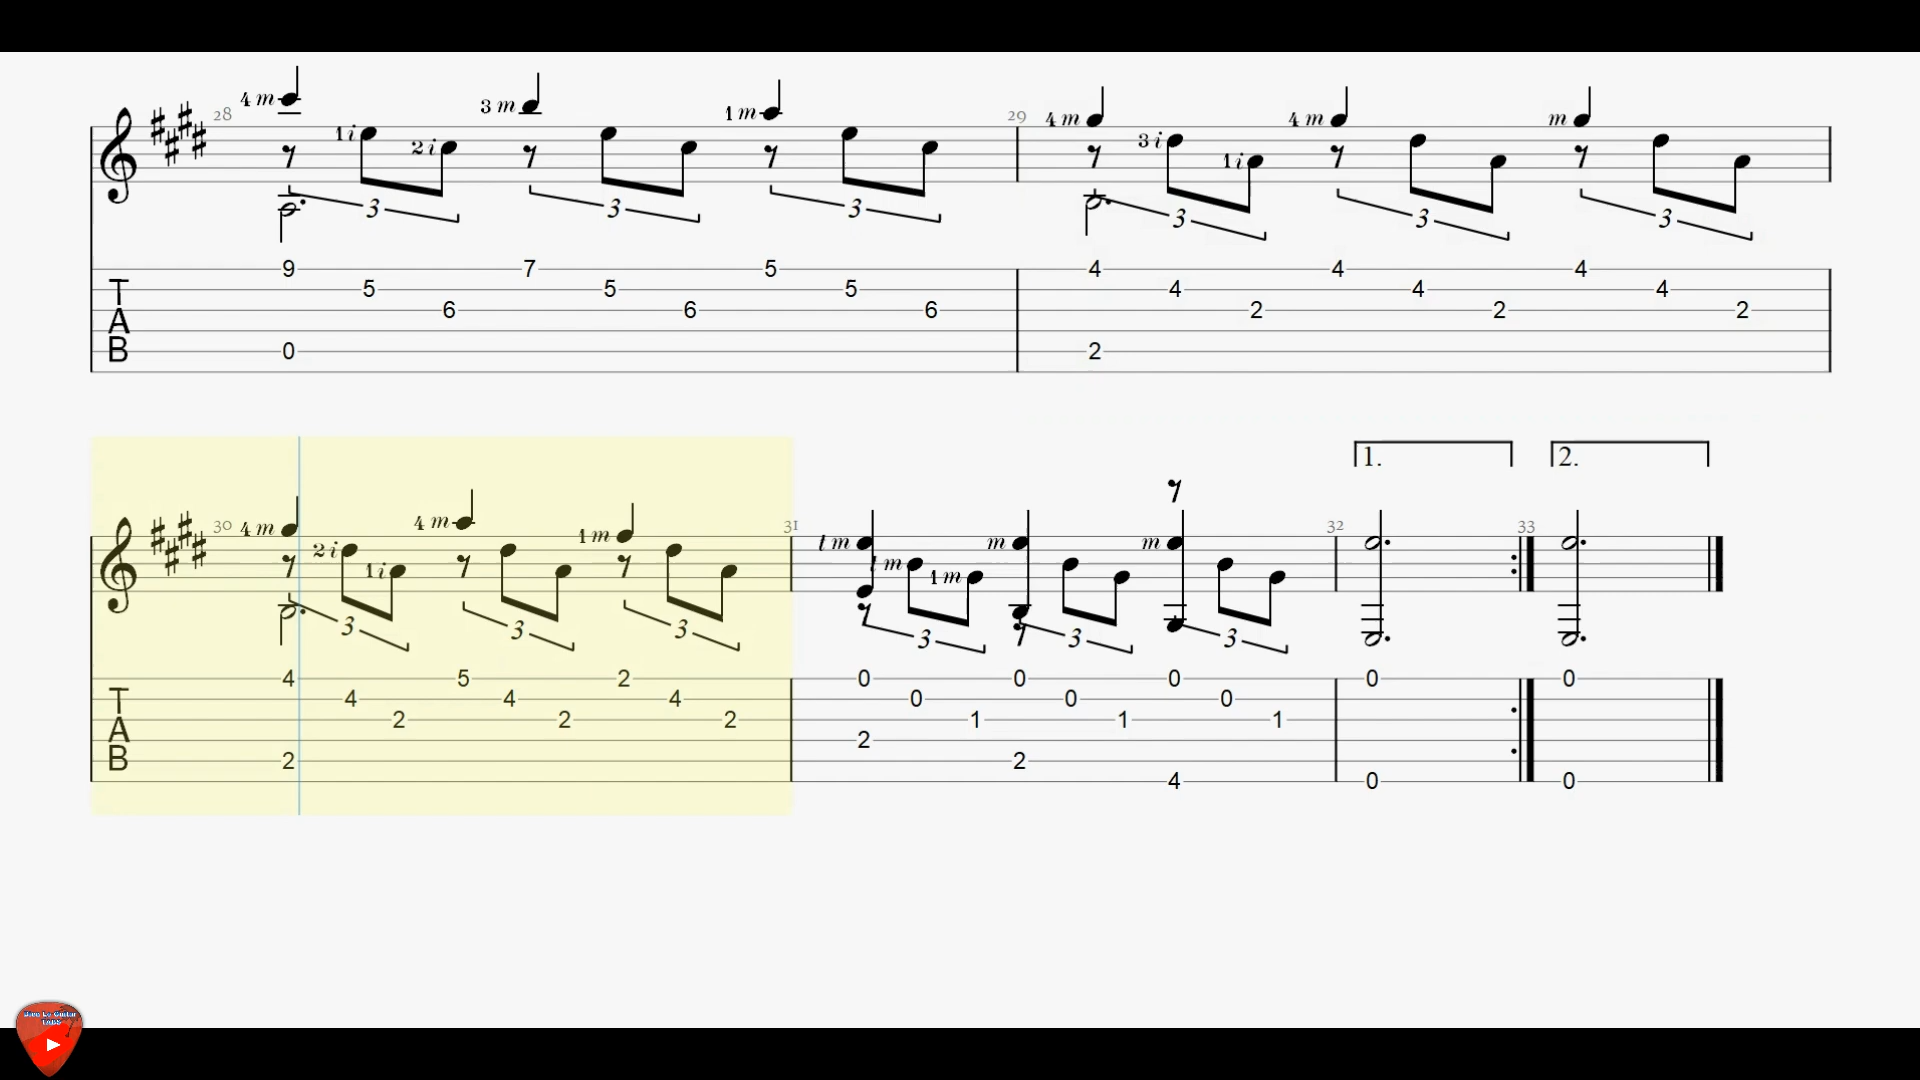 28 29
4 m 1 i 2 i 3 m 1 m 4 m 3 i 1 i 4 m m
3 3 3 3 3 3
9 7 5 4 4 4
T 5 5 5 4 4 4
A 6 6 6 2 2 2
B 0 2
1. 2.
30 31 32 33
4 m 2 i 1 i 4 m 1 m m 1 m m m
3 3 3 3 3 3
4 5 2 0 0 0 0 0
T 4 4 4 0 0 0
2 2 2 1 1 1
A 2
B 2 2
4 0 0
Guitar
TABS